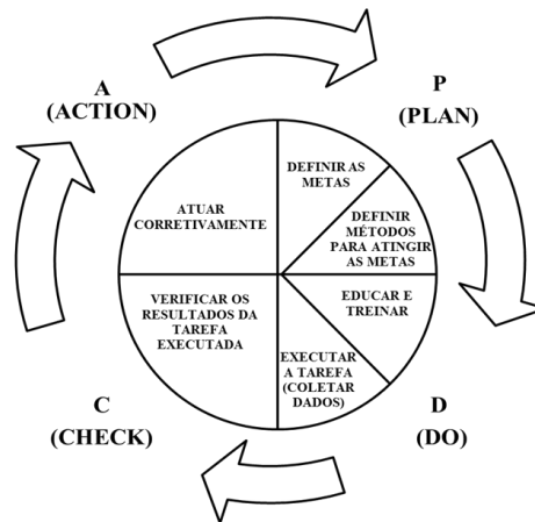 A
(ACTION)
P
(PLAN)
DEFINIR AS
METAS
DEFINIR
MÉTODOS
PARA ATINGIR
AS METAS
ATUAR
CORRETIVAMENTE
VERIFICAR OS
RESULTADOS DA
TAREFA
EXECUTADA
EDUCAR E
TREINAR
EXECUTAR
A TAREFA
(COLETAR
DADOS)
C
(CHECK)
D
(DO)